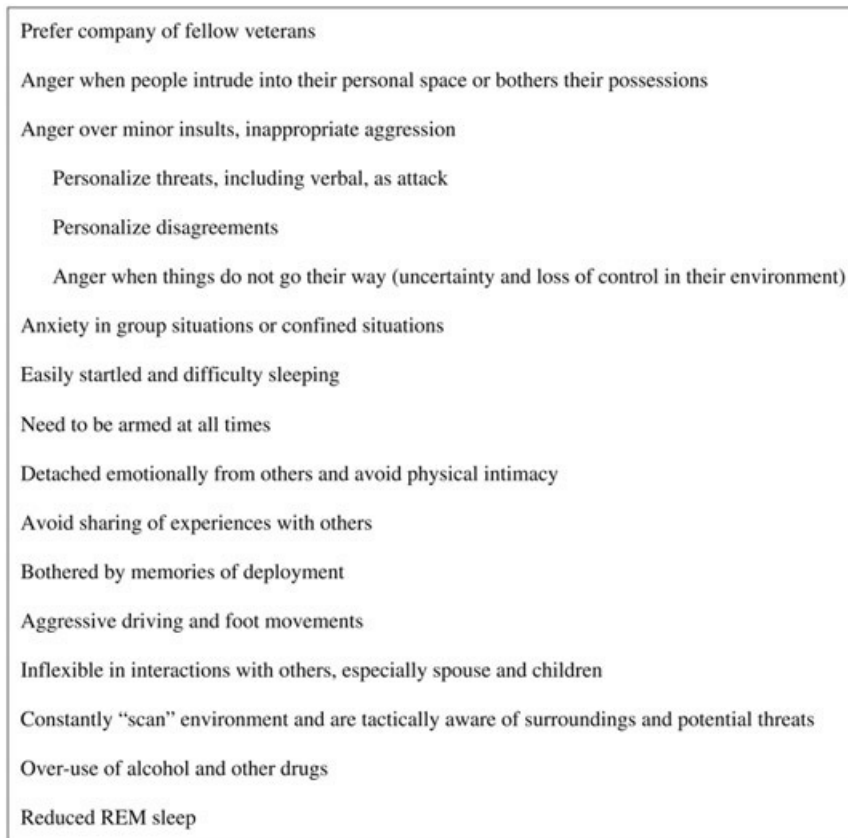 Prefer company of fellow veterans
Anger when people intrude into their personal space or bothers their possessions
Anger over minor insults, inappropriate aggression
Personalize threats, including verbal, as attack
Personalize disagreements
Anger when things do not go their way (uncertainty and loss of control in their environment)
Anxiety in group situations or confined situations
Easily startled and difficulty sleeping
Need to be armed at all times
Detached emotionally from others and avoid physical intimacy
Avoid sharing of experiences with others
Bothered by memories of deployment
Aggressive driving and foot movements
Inflexible in interactions with others, especially spouse and children
Constantly “scan” environment and are tactically aware of surroundings and potential threats
Over-use of alcohol and other drugs
Reduced REM sleep